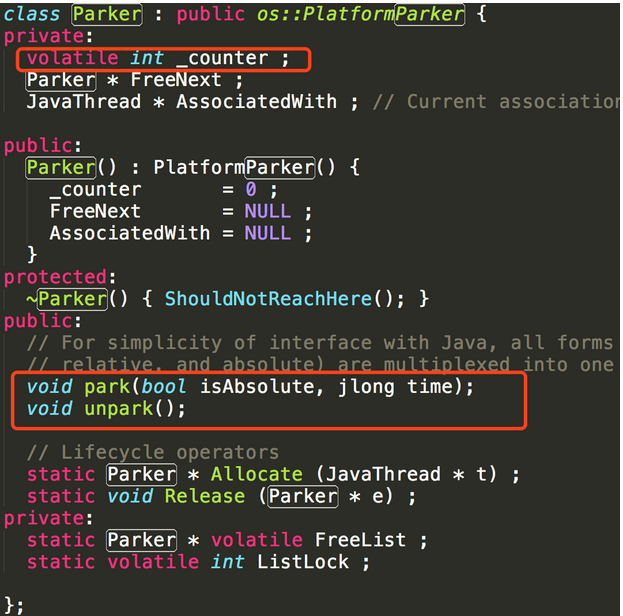 class Parker : public os::PlatformParker {
private:
  volatile int _counter ;
  Parker * FreeNext ;
  JavaThread * AssociatedWith ; // Current association

public:
  Parker() : PlatformParker() {
    _counter       = 0 ;
    FreeNext       = NULL ;
    AssociatedWith = NULL ;
  }
protected:
  ~Parker() { ShouldNotReachHere(); }
public:
  // For simplicity of interface with Java, all forms
  // relative, and absolute) are multiplexed into one
  void park(bool isAbsolute, jlong time);
  void unpark();

  // Lifecycle operators
  static Parker * Allocate (JavaThread * t) ;
  static void Release (Parker * e) ;
private:
  static Parker * volatile FreeList ;
  static volatile int ListLock ;

};